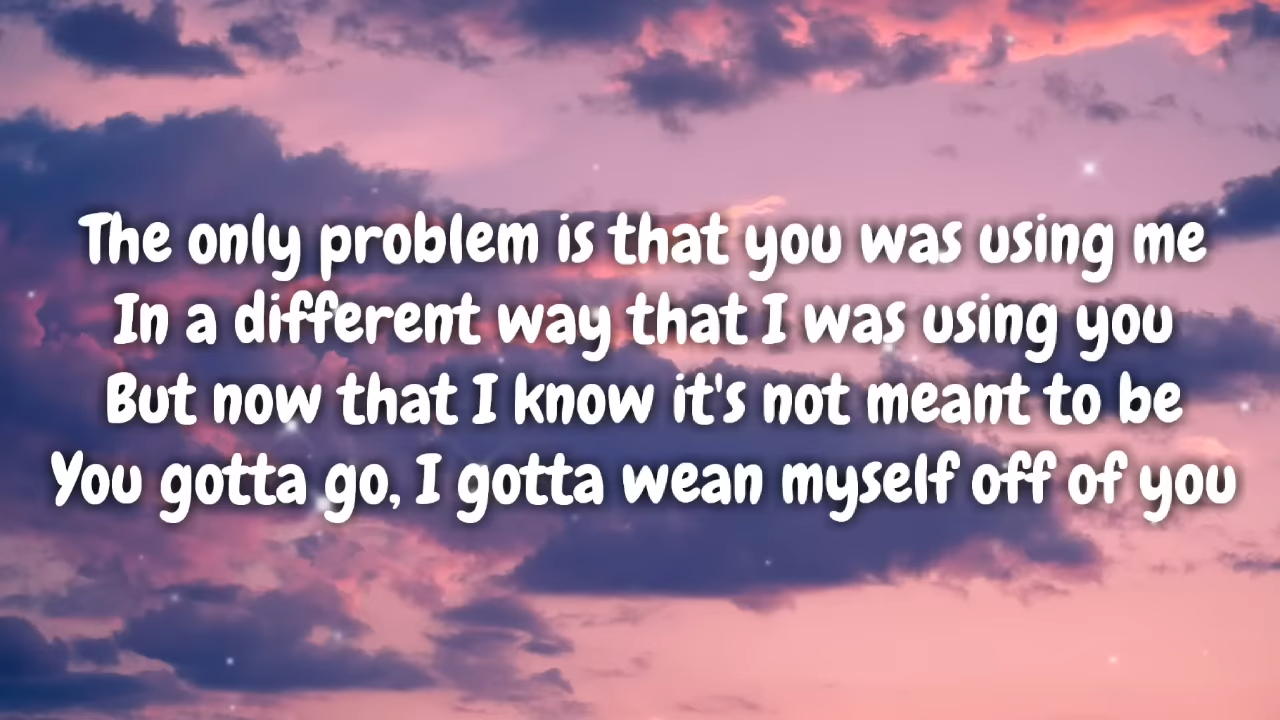 The only problem is that you was using me
In a different way that I was using you
But now that I know it's not meant to be
You gotta go, I gotta wean myself off of you